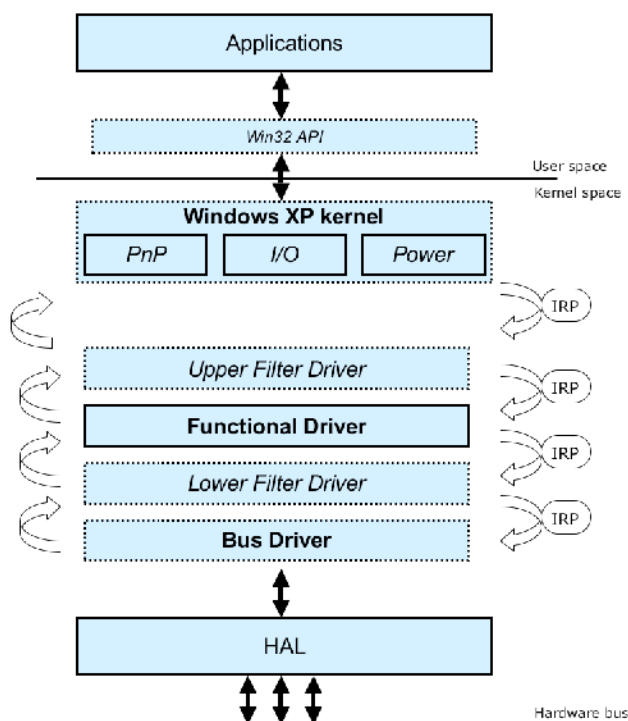 Applications
Win32 API
User space
Kernel space
Windows XP kernel
PnP I/O Power
IRP
Upper Filter Driver
IRP
Functional Driver
IRP
Lower Filter Driver
IRP
Bus Driver
HAL
Hardware bus